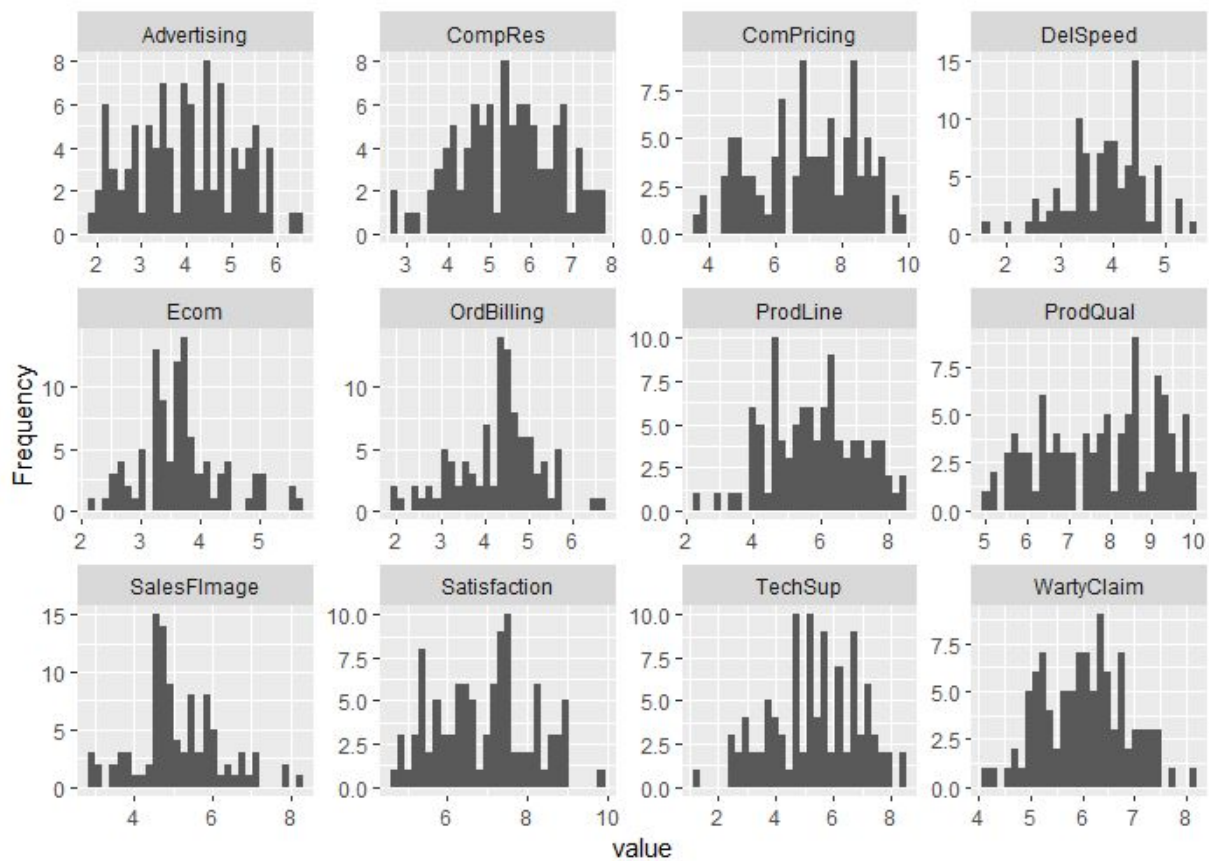 Advertising
CompRes
ComPricing
DelSpeed
8
6
4
2
0
8
6
4
2
0
7.5
5.0
2.5
0.0
15
10
5
0
2 3 4 5 6
3 4 5 6 7 8
4 6 8 10
2 3 4 5
Ecom
OrdBilling
ProdLine
ProdQual
10
5
0
10
5
0
10.0
7.5
5.0
2.5
0.0
7.5
5.0
2.5
0.0
2 3 4 5
2 3 4 5 6
2 4 6 8
5 6 7 8 9 10
SalesFImage
Satisfaction
TechSup
WartyClaim
15
10
5
0
10.0
7.5
5.0
2.5
0.0
10.0
7.5
5.0
2.5
0.0
7.5
5.0
2.5
0.0
4 6 8
6 8 10
2 4 6 8
4 5 6 7 8
Frequency
value